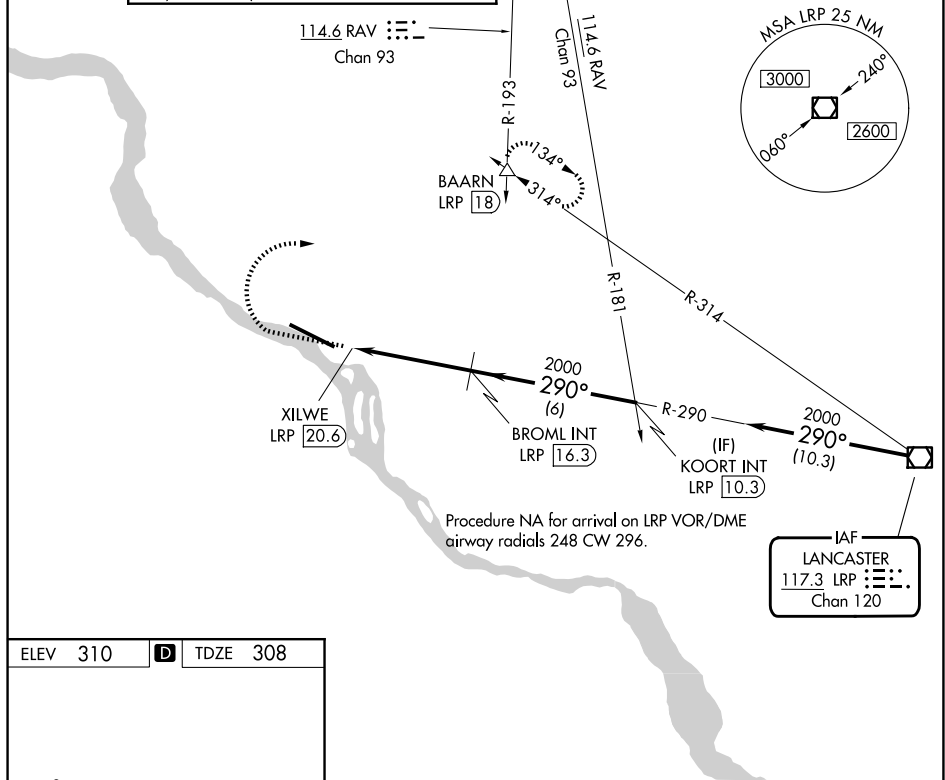 114.6 RAV
Chan 93
114.6 RAV
Chan 93
MSA LRP 25 NM
3000
240°
060°
2600
R-193
134°
314°
BAARN
LRP 18
R-181
R-314
XILWE
LRP 20.6
2000
290°
(6)
BROML INT
LRP 16.3
R-290
(IF)
KOORT INT
LRP 10.3
2000
290°
(10.3)
Procedure NA for arrival on LRP VOR/DME
airway radials 248 CW 296.
IAF
LANCASTER
117.3 LRP
Chan 120
ELEV 310 D TDZE 308